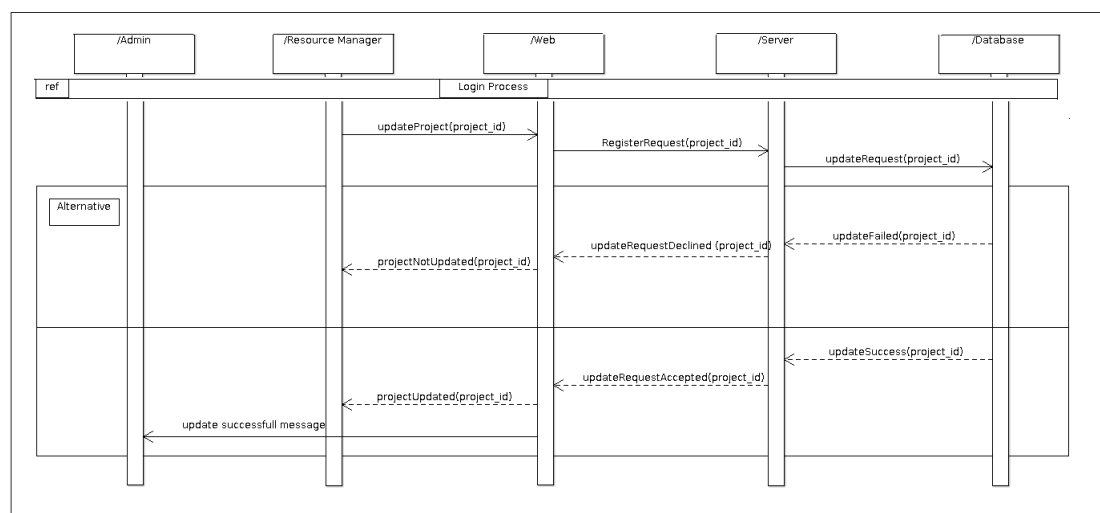 /Admin
/Resource Manager
/Web
/Server
/Database
ref
Login Process
updateProject(project_id)
RegisterRequest(project_id)
updateRequest(project_id)
Alternative
updateFailed(project_id)
updateRequestDeclined (project_id)
projectNotUpdated(project_id)
updateSuccess(project_id)
updateRequestAccepted(project_id)
projectUpdated(project_id)
update successfull message